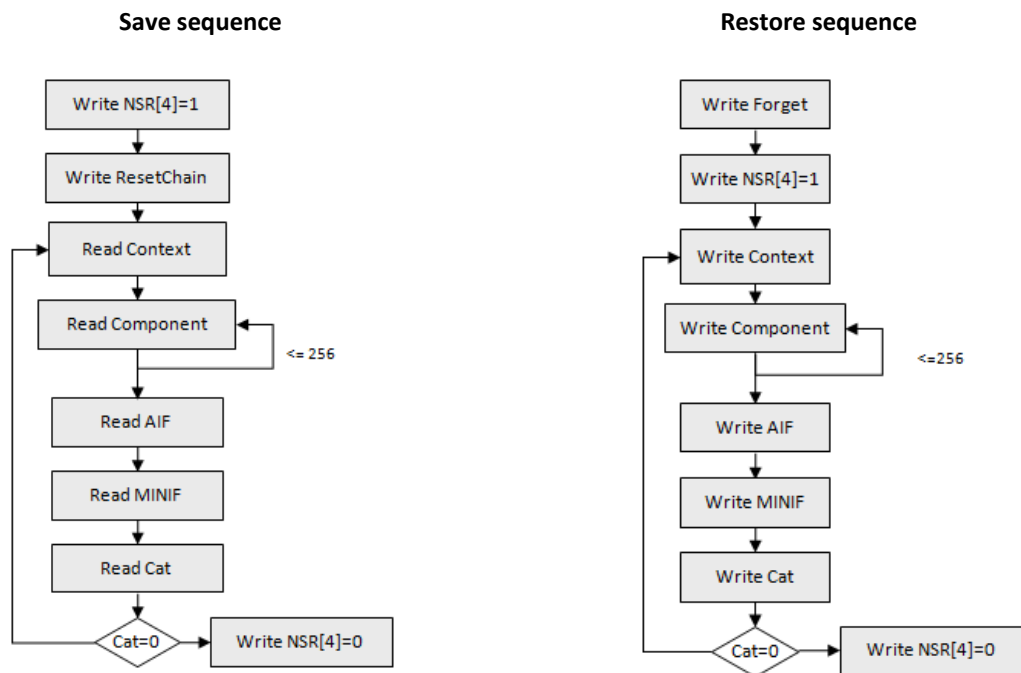 Save sequence
Write NSR[4]=1
Write ResetChain
Read Context
Read Component
<= 256
Read AIF
Read MINIF
Read Cat
Cat=0
Write NSR[4]=0
Restore sequence
Write Forget
Write NSR[4]=1
Write Context
Write Component
<=256
Write AIF
Write MINIF
Write Cat
Cat=0
Write NSR[4]=0